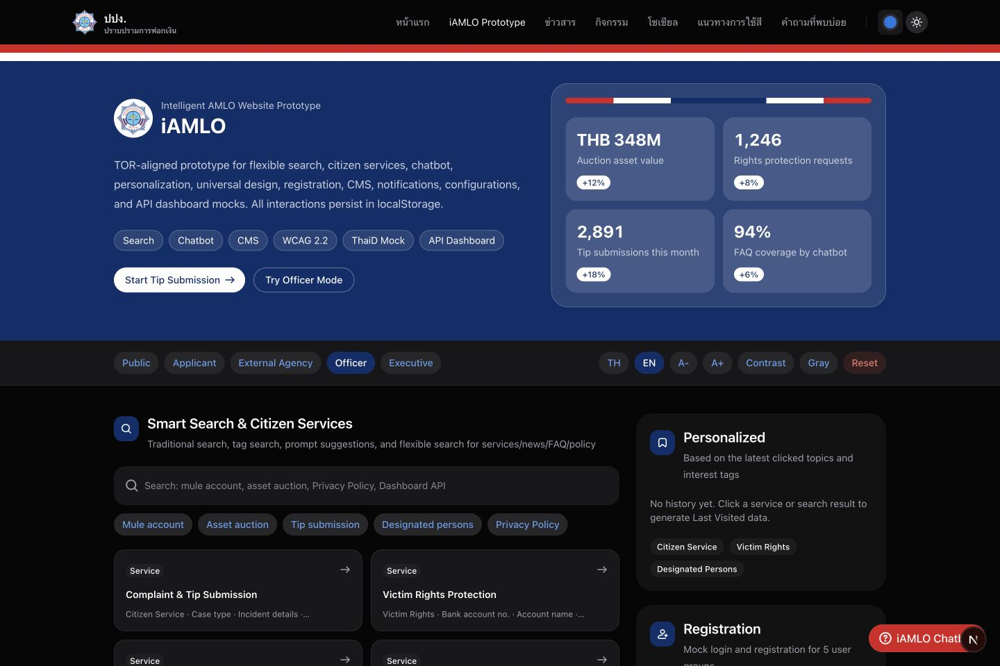 ปปง.
ปราบปรามการฟอกเงิน
หน้าแรก
iAMLO Prototype
ข่าวสาร
กิจกรรม
โซเชียล
แนวทางการใช้สี
คำถามที่พบบ่อย
Intelligent AMLO Website Prototype
iAMLO
TOR-aligned prototype for flexible search, citizen services, chatbot,
personalization, universal design, registration, CMS, notifications, configurations,
and API dashboard mocks. All interactions persist in localStorage.
Search
Chatbot
CMS
WCAG 2.2
ThaiD Mock
API Dashboard
Start Tip Submission →
Try Officer Mode
THB 348M
Auction asset value
+12%
1,246
Rights protection requests
+8%
2,891
Tip submissions this month
+18%
94%
FAQ coverage by chatbot
+6%
Public
Applicant
External Agency
Officer
Executive
TH
EN
A-
A+
Contrast
Gray
Reset
Smart Search & Citizen Services
Traditional search, tag search, prompt suggestions, and flexible search for services/news/FAQ/policy
Search: mule account, asset auction, Privacy Policy, Dashboard API
Mule account
Asset auction
Tip submission
Designated persons
Privacy Policy
Service
Complaint & Tip Submission
Citizen Service · Case type · Incident details ·...
Service
Victim Rights Protection
Victim Rights · Bank account no. · Account name ·...
Service
Service
Personalized
Based on the latest clicked topics and
interest tags
No history yet. Click a service or search result to
generate Last Visited data.
Citizen Service
Victim Rights
Designated Persons
Registration
Mock login and registration for 5 user
groups
iAMLO Chatb
N